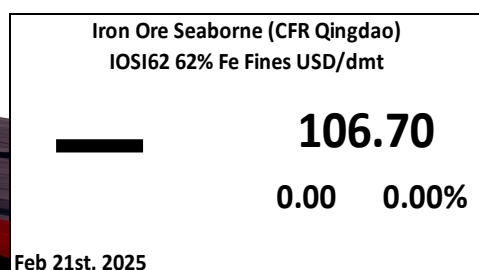 Iron Ore Seaborne (CFR Qingdao)
IOSI62 62% Fe Fines USD/dmt
106.70
0.00 0.00%
Feb 21st, 2025